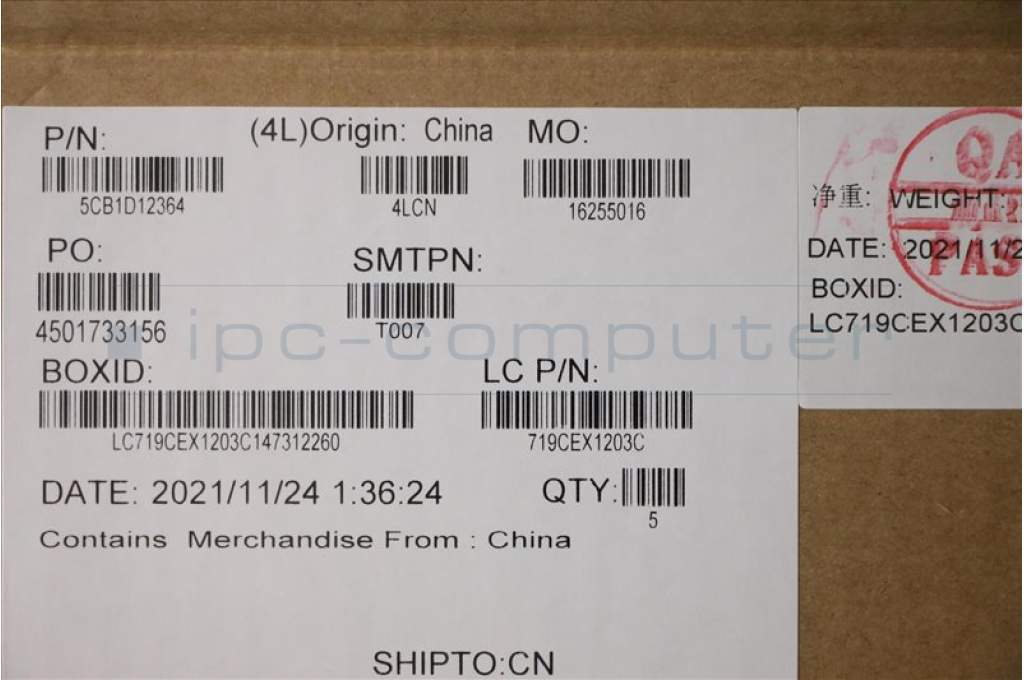 P/N:
(4L)Origin: China
MO:
5CB1D12364
4LCN
16255016
PO:
SMTPN:
4501733156
T007
BOXID:
LC P/N:
LC719CEX1203C147312260
719CEX1203C
DATE: 2021/11/24 1:36:24
QTY:
5
Contains Merchandise From : China
SHIPTO:CN
净重: WEIGHT:
DATE: 2021/11/2
BOXID:
LC719CEX1203C
QA
PAS
ipc-computer